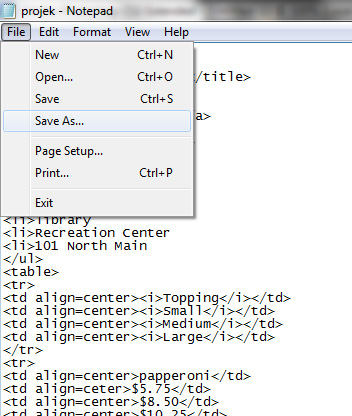 projek - Notepad
File Edit Format View Help
New Ctrl+N
Open... Ctrl+O
Save Ctrl+S
Save As...
Page Setup...
Print... Ctrl+P
Exit
/title>
a>
<li>library
<li>Recreation Center
<li>101 North Main
</ul>
<table>
<tr>
<td align=center><i>Topping</i></td>
<td align=center><i>Small</i></td>
<td align=center><i>Medium</i></td>
<td align=center><i>Large</i></td>
</tr>
<tr>
<td align=center>papperoni</td>
<td align=ceter>$5.75</td>
<td align=center>$8.50</td>
<td align=center>$10.25</td>